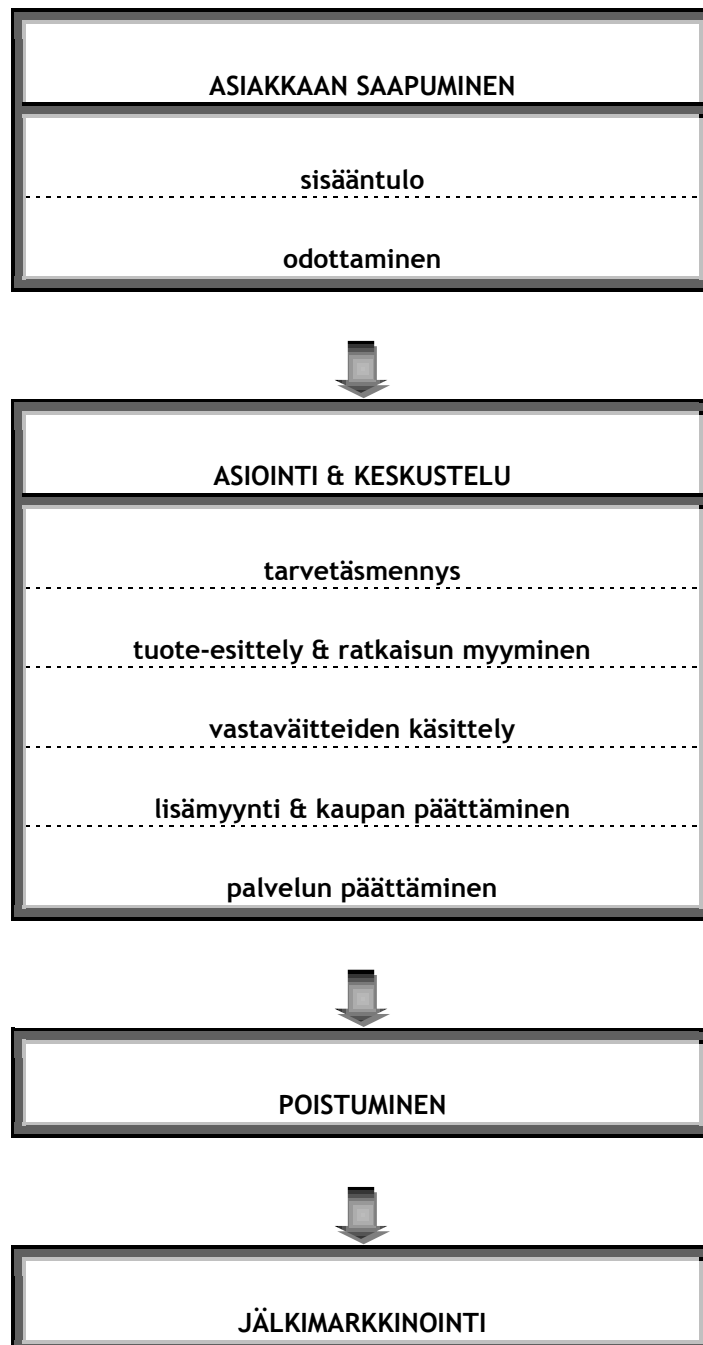 ASIAKKAAN SAAPUMINEN
sisääntulo
odottaminen
ASIOINTI & KESKUSTELU
tarvetäsmennys
tuote-esittely & ratkaisun myyminen
vastaväitteiden käsittely
lisämyynti & kaupan päättäminen
palvelun päättäminen
POISTUMINEN
JÄLKIMARKKINOINTI